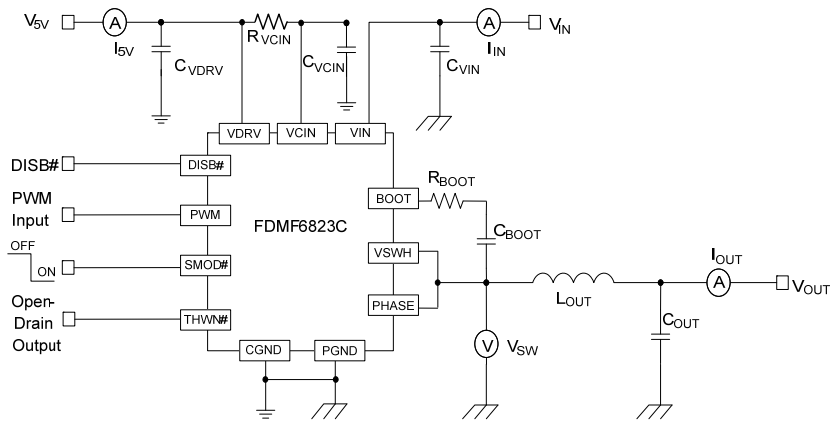 V5V
A
I5V
CVDRV
RVCIN
CVCIN
CVIN
A
IIN
VIN
VDRV
VCIN
VIN
DISB#
DISB#
PWM
Input
PWM
OFF
ON
SMOD#
Open-
Drain
Output
THWN#
FDMF6823C
BOOT
RBOOT
CBOOT
VSWH
PHASE
CGND
PGND
V
VSW
LOUT
IOUT
A
COUT
VOUT